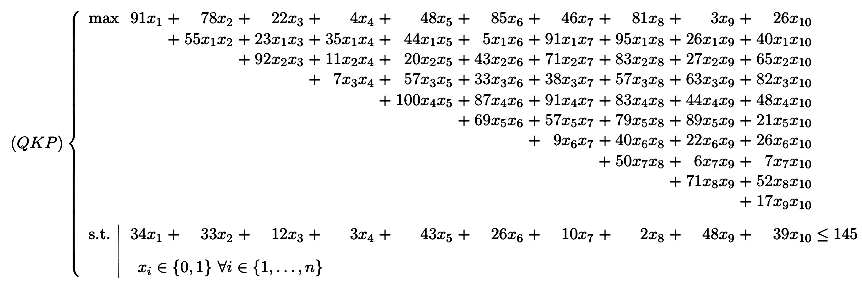 max 91x₁ + 78x₂ + 22x₃ + 4x₄ + 48x₅ + 85x₆ + 46x₇ + 81x₈ + 3x₉ + 26x₁₀
+ 55x₁x₂ + 23x₁x₃ + 35x₁x₄ + 44x₁x₅ + 5x₁x₆ + 91x₁x₇ + 95x₁x₈ + 26x₁x₉ + 40x₁x₁₀
+ 92x₂x₃ + 11x₂x₄ + 20x₂x₅ + 43x₂x₆ + 71x₂x₇ + 83x₂x₈ + 27x₂x₉ + 65x₂x₁₀
+ 7x₃x₄ + 57x₃x₅ + 33x₃x₆ + 38x₃x₇ + 57x₃x₈ + 63x₃x₉ + 82x₃x₁₀
+ 100x₄x₅ + 87x₄x₆ + 91x₄x₇ + 83x₄x₈ + 44x₄x₉ + 48x₄x₁₀
+ 69x₅x₆ + 57x₅x₇ + 79x₅x₈ + 89x₅x₉ + 21x₅x₁₀
(QKP) + 9x₆x₇ + 40x₆x₈ + 22x₆x₉ + 26x₆x₁₀
+ 50x₇x₈ + 6x₇x₉ + 7x₇x₁₀
+ 71x₈x₉ + 52x₈x₁₀
+ 17x₉x₁₀
s.t. 34x₁ + 33x₂ + 12x₃ + 3x₄ + 43x₅ + 26x₆ + 10x₇ + 2x₈ + 48x₉ + 39x₁₀ ≤ 145
xᵢ ∈ {0, 1} ∀i ∈ {1, . . . , n}